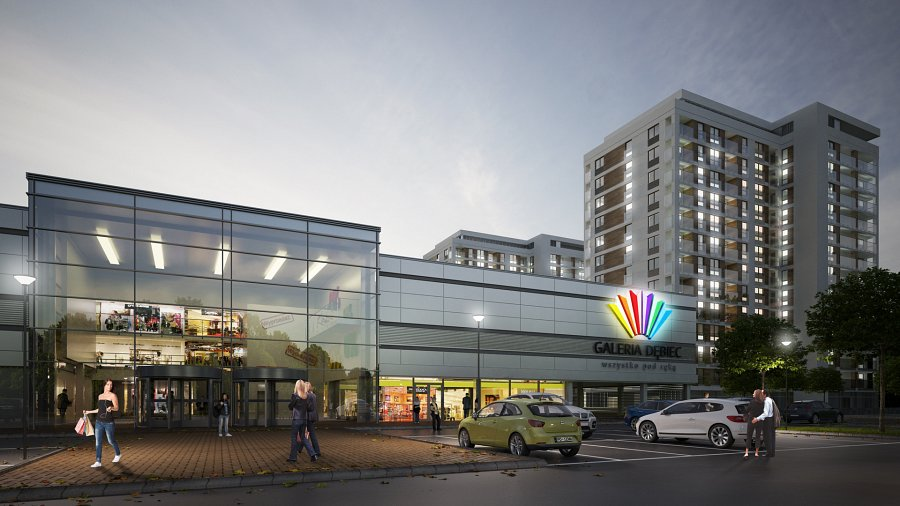 GALERIA DĘBIEC
wszystko pod ręką